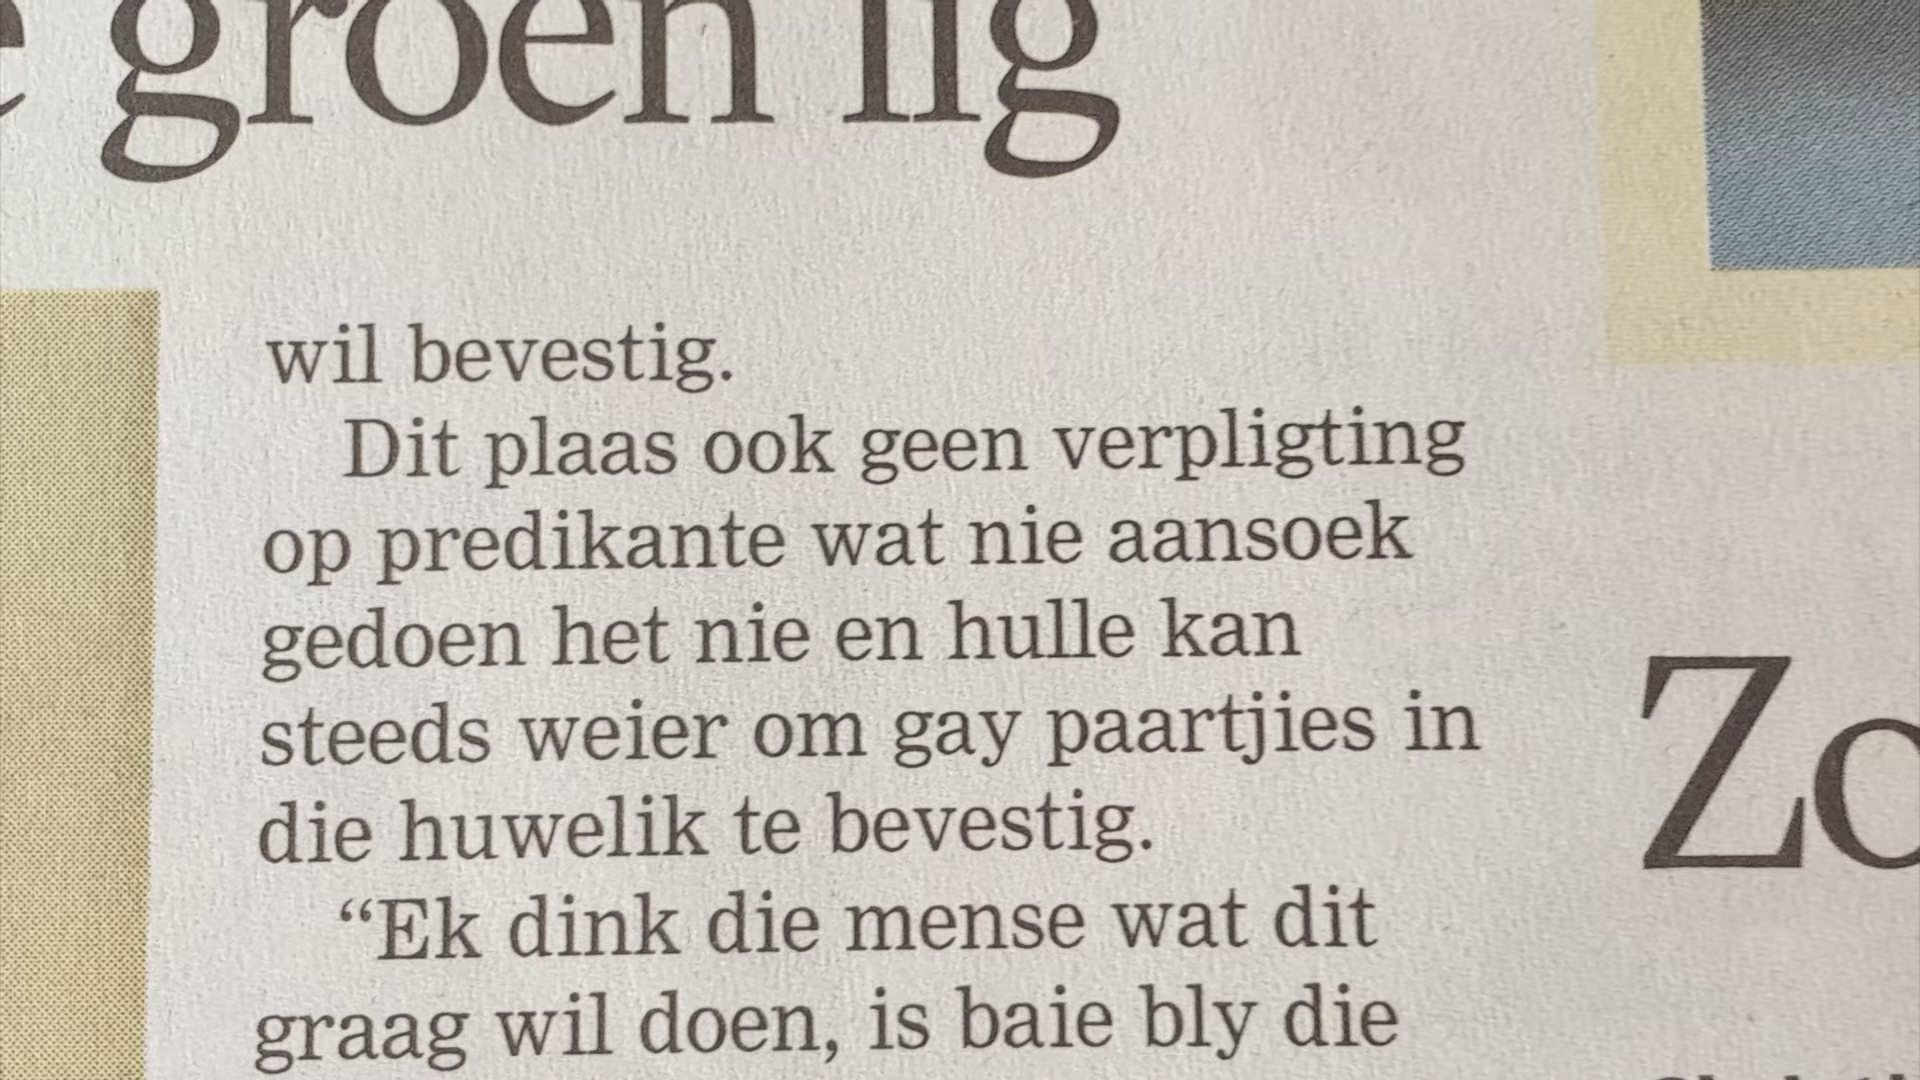 groen lig
wil bevestig.
Dit plaas ook geen verpligting
op predikante wat nie aansoek
gedoen het nie en hulle kan
steeds weier om gay paartjies in
die huwelik te bevestig.
“Ek dink die mense wat dit
graag wil doen, is baie bly die